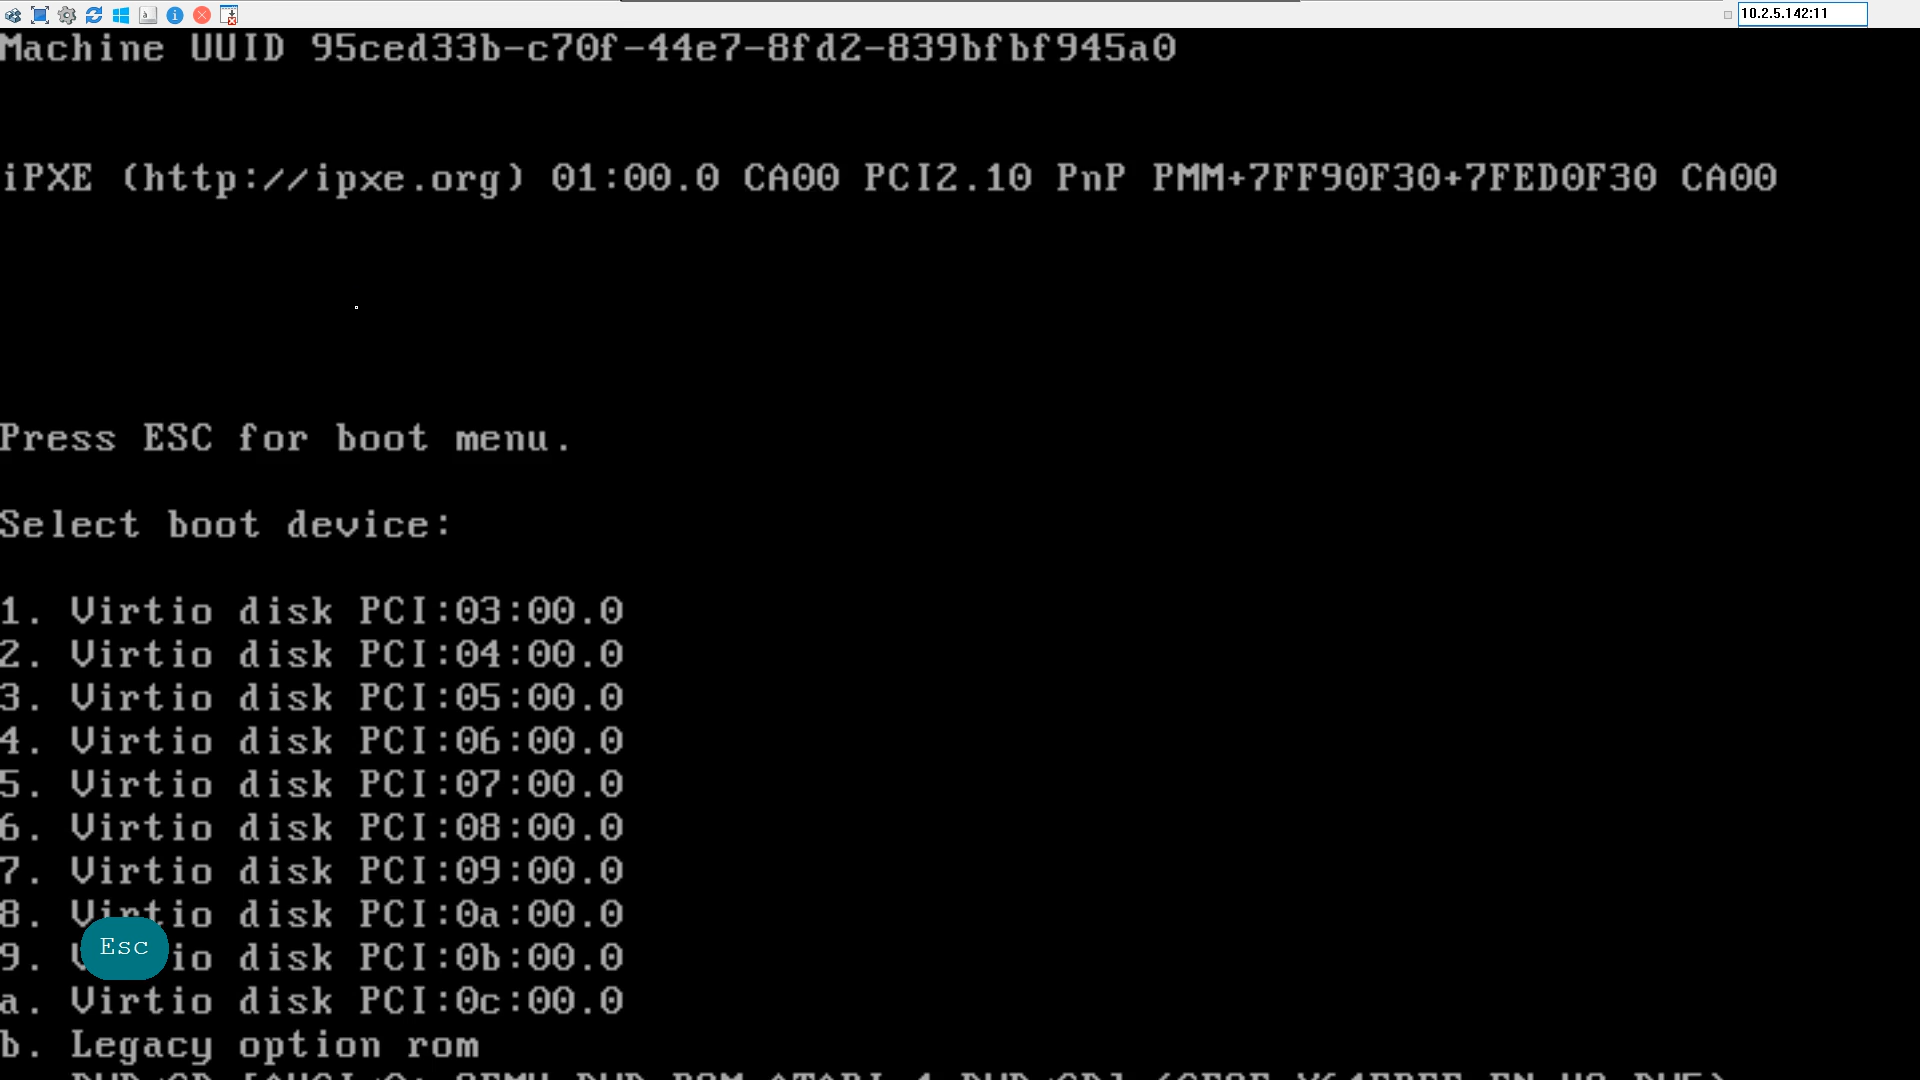 10.2.5.142:11
Machine UUID 95ced33b-c70f-44e7-8fd2-839bfbf945a0
iPXE (http://ipxe.org) 01:00.0 CA00 PCI2.10 PnP PMM+7FF90F30+7FED0F30 CA00
Press ESC for boot menu.
Select boot device:
1. Virtio disk PCI:03:00.0
2. Virtio disk PCI:04:00.0
3. Virtio disk PCI:05:00.0
4. Virtio disk PCI:06:00.0
5. Virtio disk PCI:07:00.0
6. Virtio disk PCI:08:00.0
7. Virtio disk PCI:09:00.0
8. Virtio disk PCI:0a:00.0
Esc
9. disk PCI:0b:00.0
a. Virtio disk PCI:0c:00.0
b. Legacy option rom